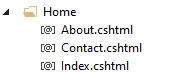 Home
[@] About.cshtml
[@] Contact.cshtml
[@] Index.cshtml